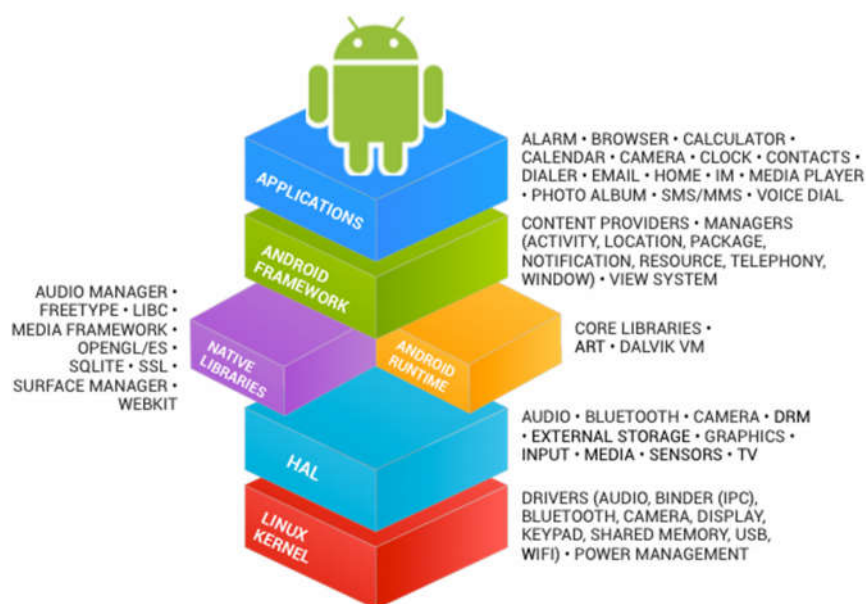 APPLICATIONS
ALARM • BROWSER • CALCULATOR •
CALENDAR • CAMERA • CLOCK • CONTACTS •
DIALER • EMAIL • HOME • IM • MEDIA PLAYER
• PHOTO ALBUM • SMS/MMS • VOICE DIAL
ANDROID
FRAMEWORK
CONTENT PROVIDERS • MANAGERS
(ACTIVITY, LOCATION, PACKAGE,
NOTIFICATION, RESOURCE, TELEPHONY,
WINDOW) • VIEW SYSTEM
AUDIO MANAGER •
FREETYPE • LIBC •
MEDIA FRAMEWORK •
OPENGL/ES •
SQLITE • SSL •
SURFACE MANAGER •
WEBKIT
NATIVE
LIBRARIES
ANDROID
RUNTIME
CORE LIBRARIES •
ART • DALVIK VM
HAL
AUDIO • BLUETOOTH • CAMERA • DRM
• EXTERNAL STORAGE • GRAPHICS •
INPUT • MEDIA • SENSORS • TV
LINUX
KERNEL
DRIVERS (AUDIO, BINDER (IPC),
BLUETOOTH, CAMERA, DISPLAY,
KEYPAD, SHARED MEMORY, USB,
WIFI) • POWER MANAGEMENT